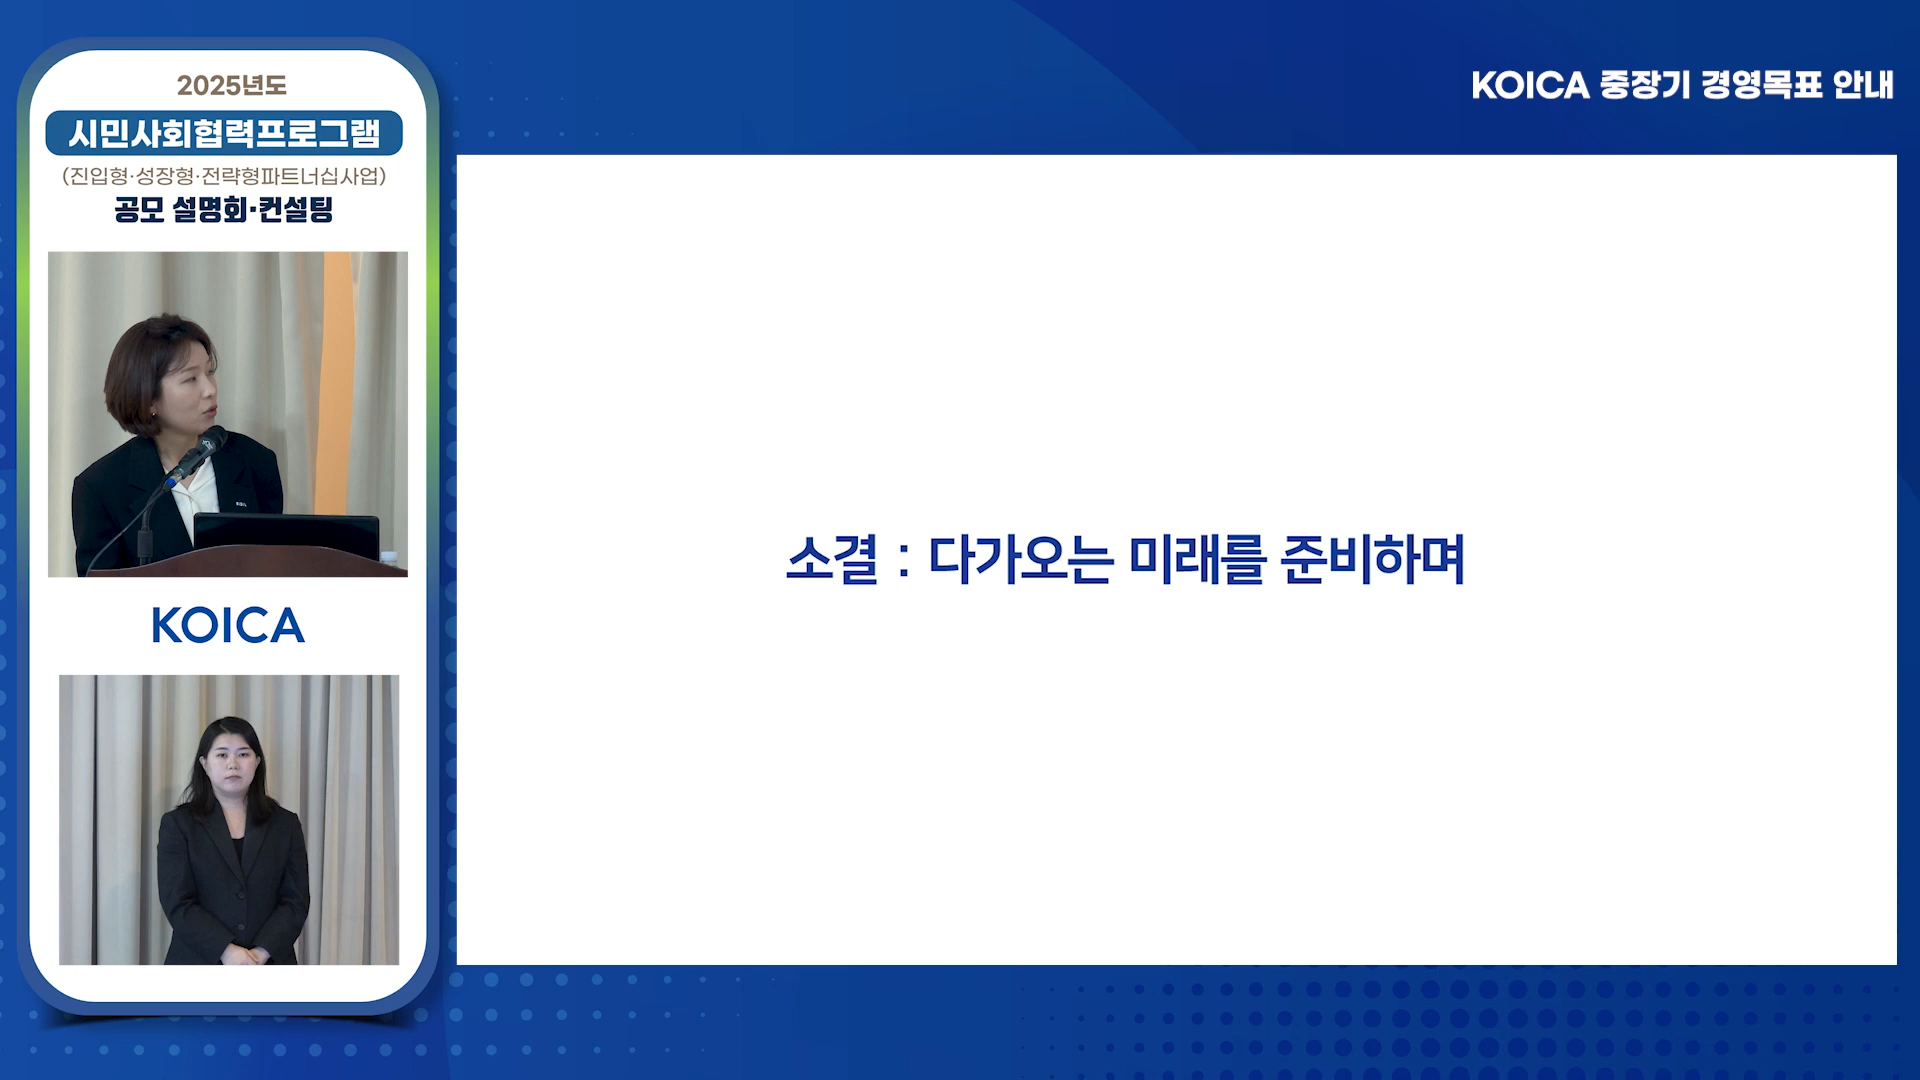 2025년도
시민사회협력프로그램
(진입형·성장형·전략형파트너십사업)
공모 설명회·컨설팅
KOICA
KOICA 중장기 경영목표 안내
소결 : 다가오는 미래를 준비하며